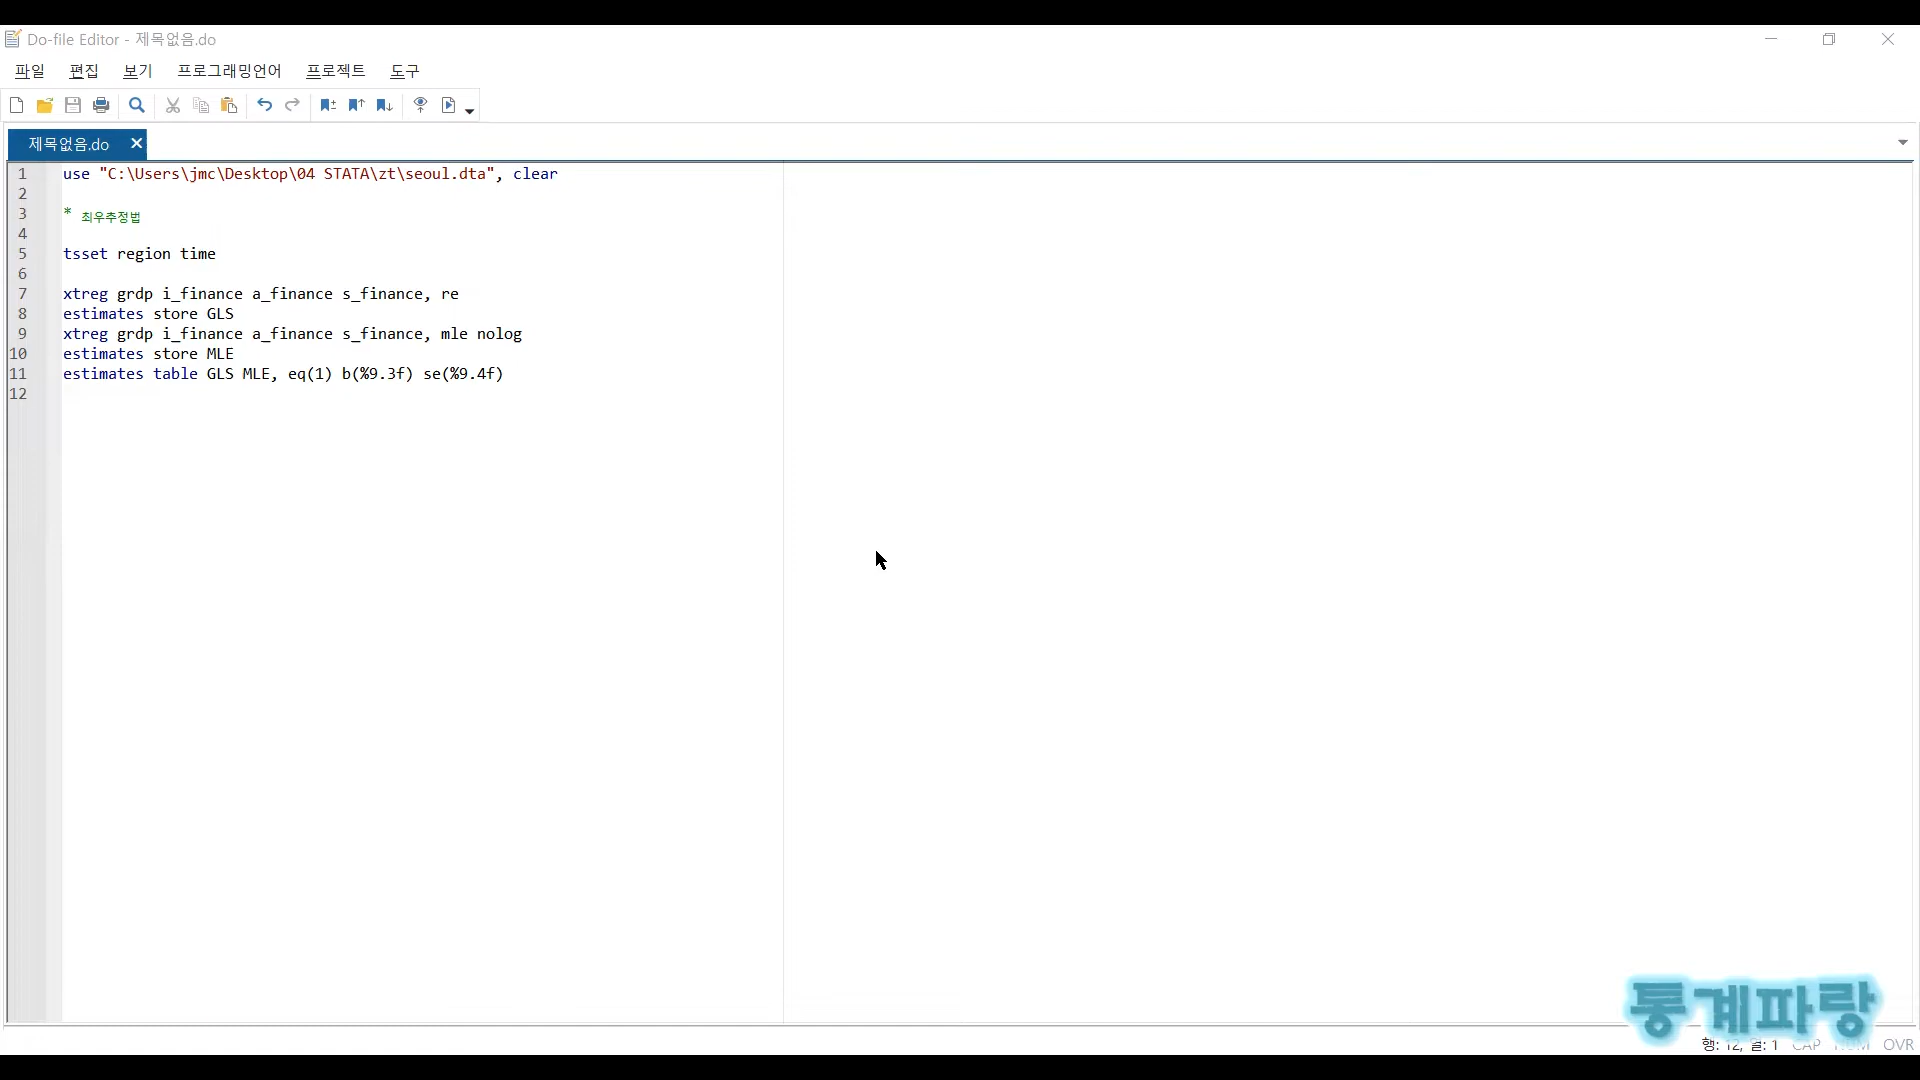 Do-file Editor - 제목없음.do
파일 편집 보기 프로그래밍언어 프로젝트 도구
제목없음.do
1 use "C:\Users\jmc\Desktop\04 STATA\zt\seoul.dta", clear
2
3 * 최우추정법
4
5 tsset region time
6
7 xtreg grdp i_finance a_finance s_finance, re
8 estimates store GLS
9 xtreg grdp i_finance a_finance s_finance, mle nolog
10 estimates store MLE
11 estimates table GLS MLE, eq(1) b(%9.3f) se(%9.4f)
12
통계파랑
행: 12, 열: 1 CAP NUM OVR